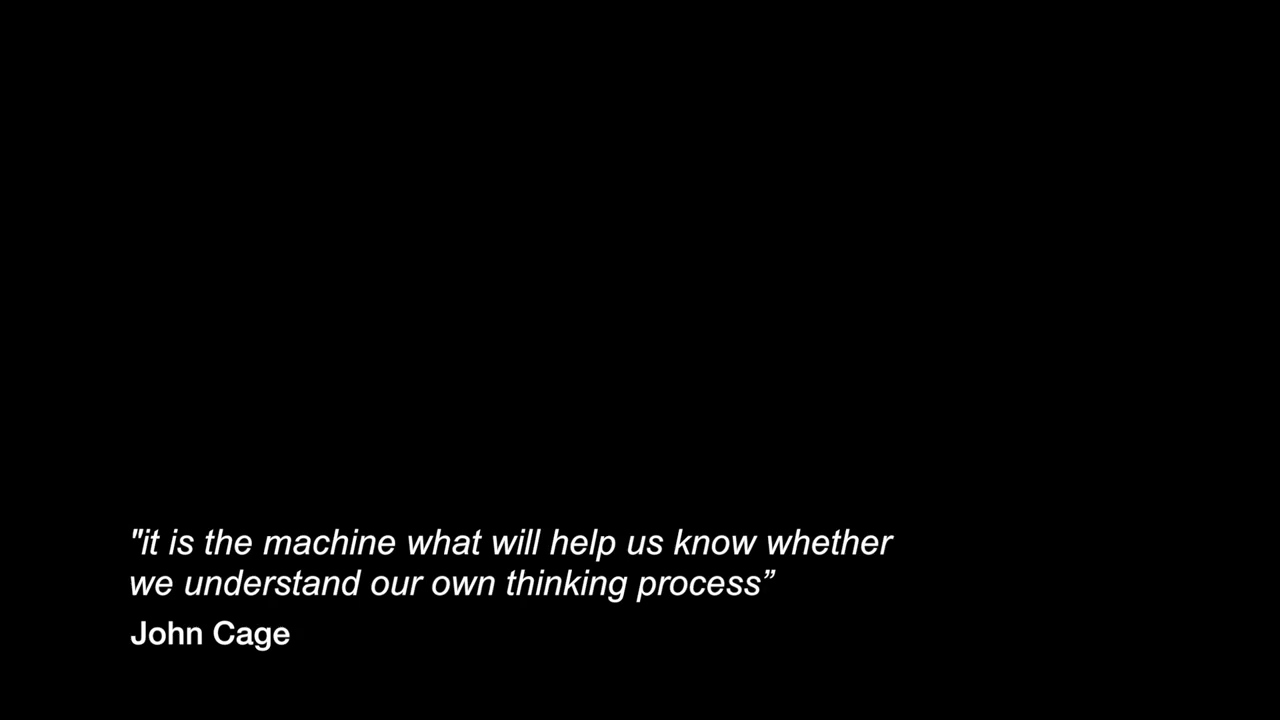 "it is the machine what will help us know whether
we understand our own thinking process”
John Cage